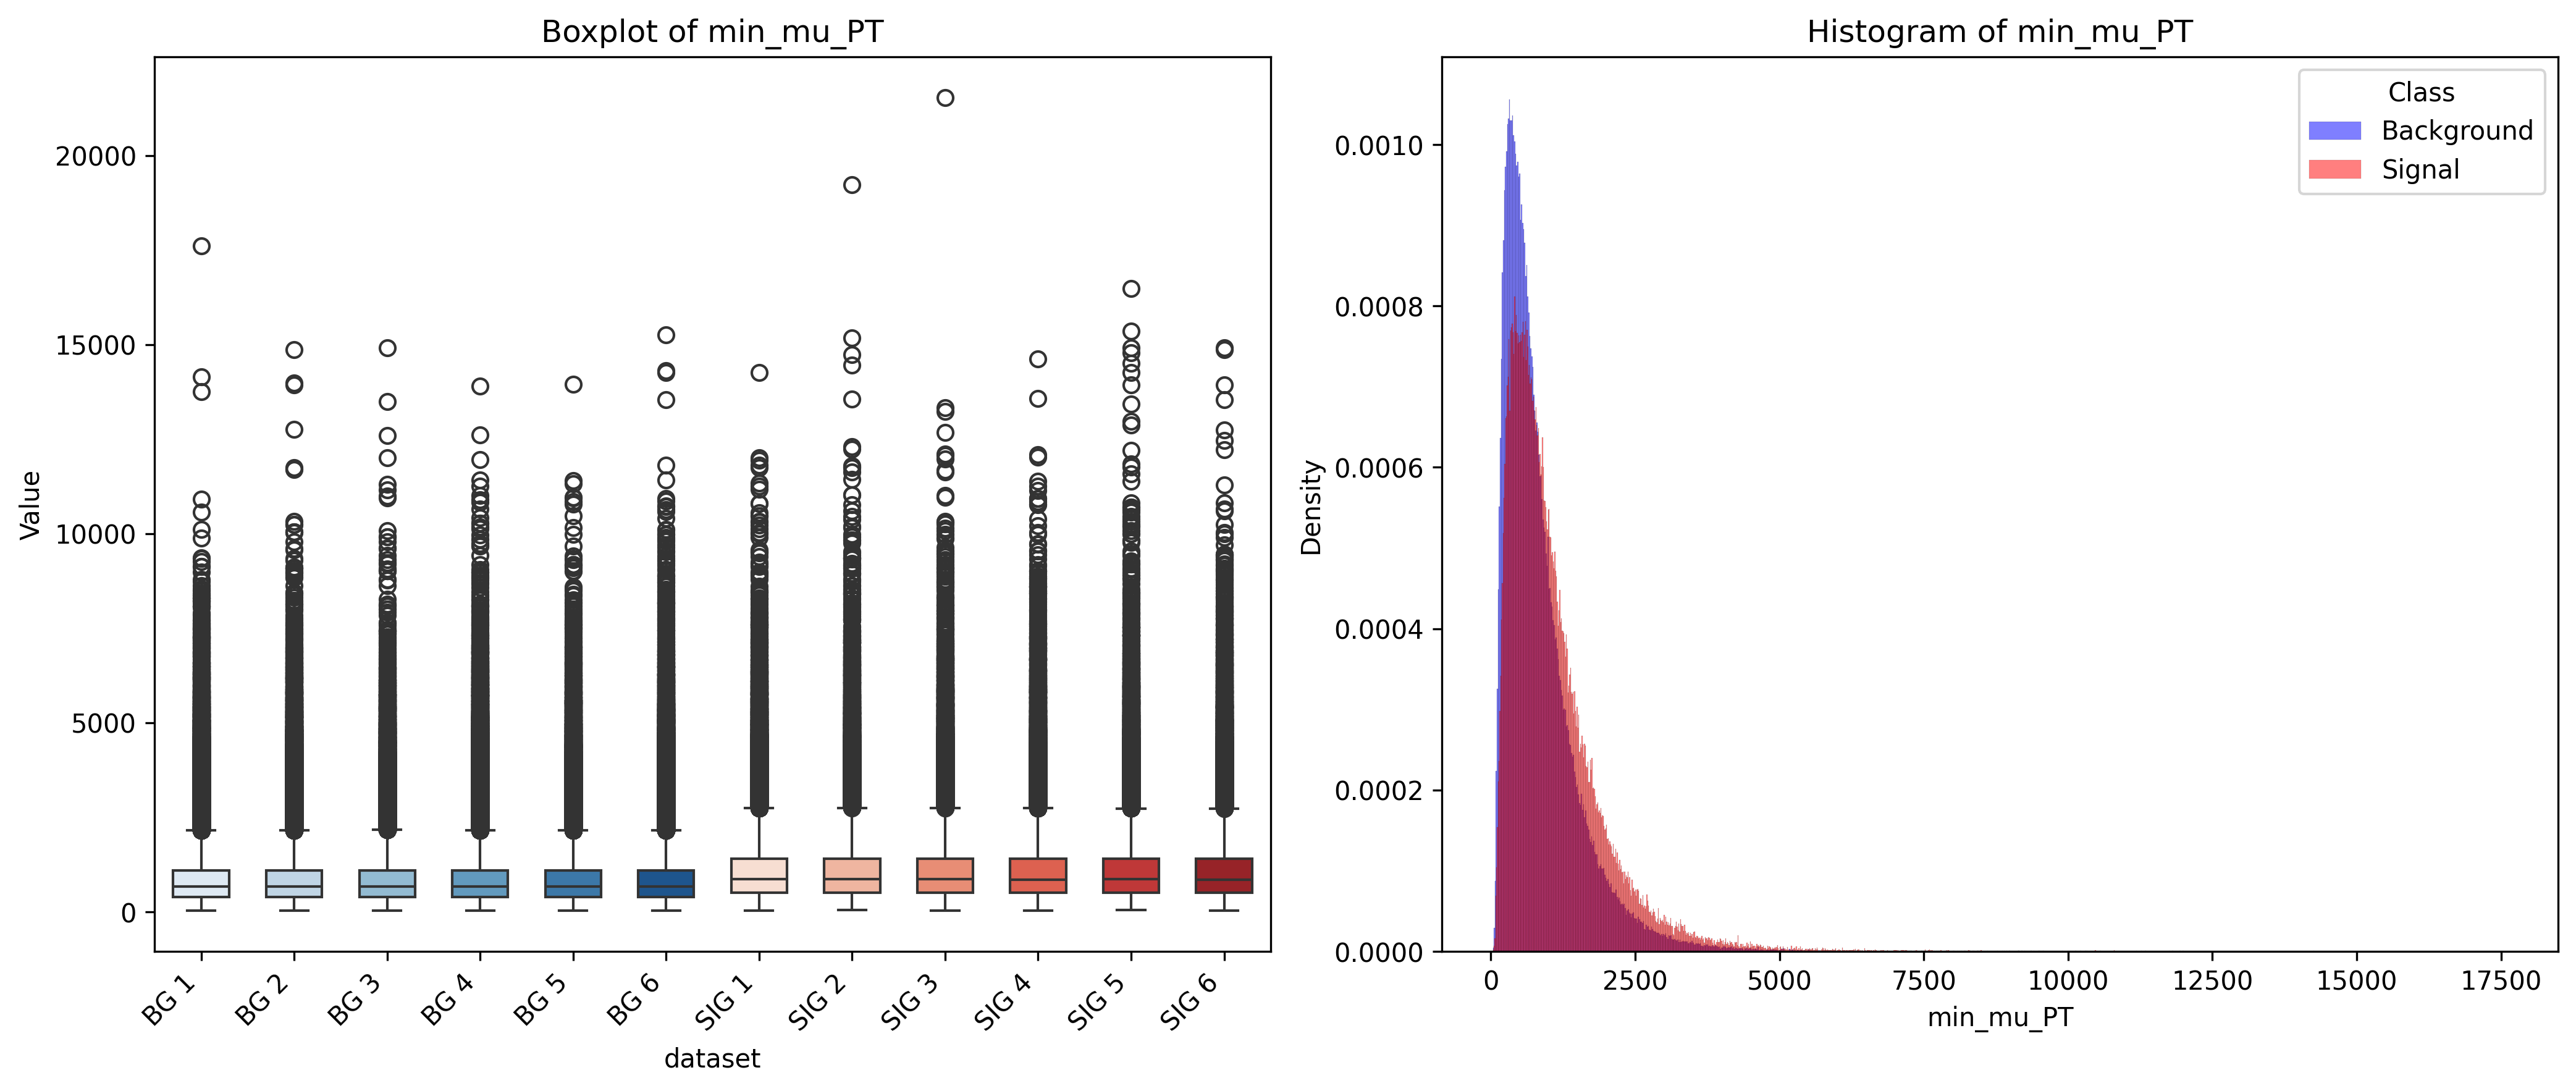 Boxplot of min_mu_PT
Value
20000
15000
10000
5000
0
BG 1
BG 2
BG 3
BG 4
BG 5
BG 6
SIG 1
SIG 2
SIG 3
SIG 4
SIG 5
SIG 6
dataset
Histogram of min_mu_PT
Class
Background
Signal
Density
0.0010
0.0008
0.0006
0.0004
0.0002
0.0000
0
2500
5000
7500
10000
12500
15000
17500
min_mu_PT